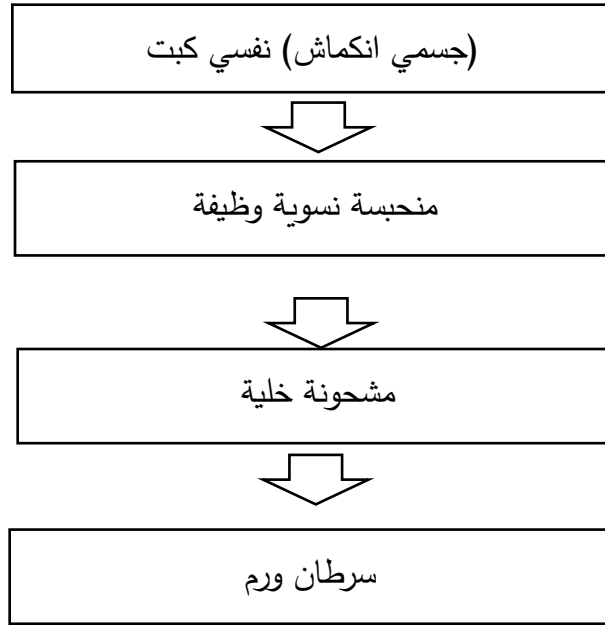 (جسمي انكماش) نفسي كبت
منحبسة نسوية وظيفة
مشحونة خلية
سرطان ورم